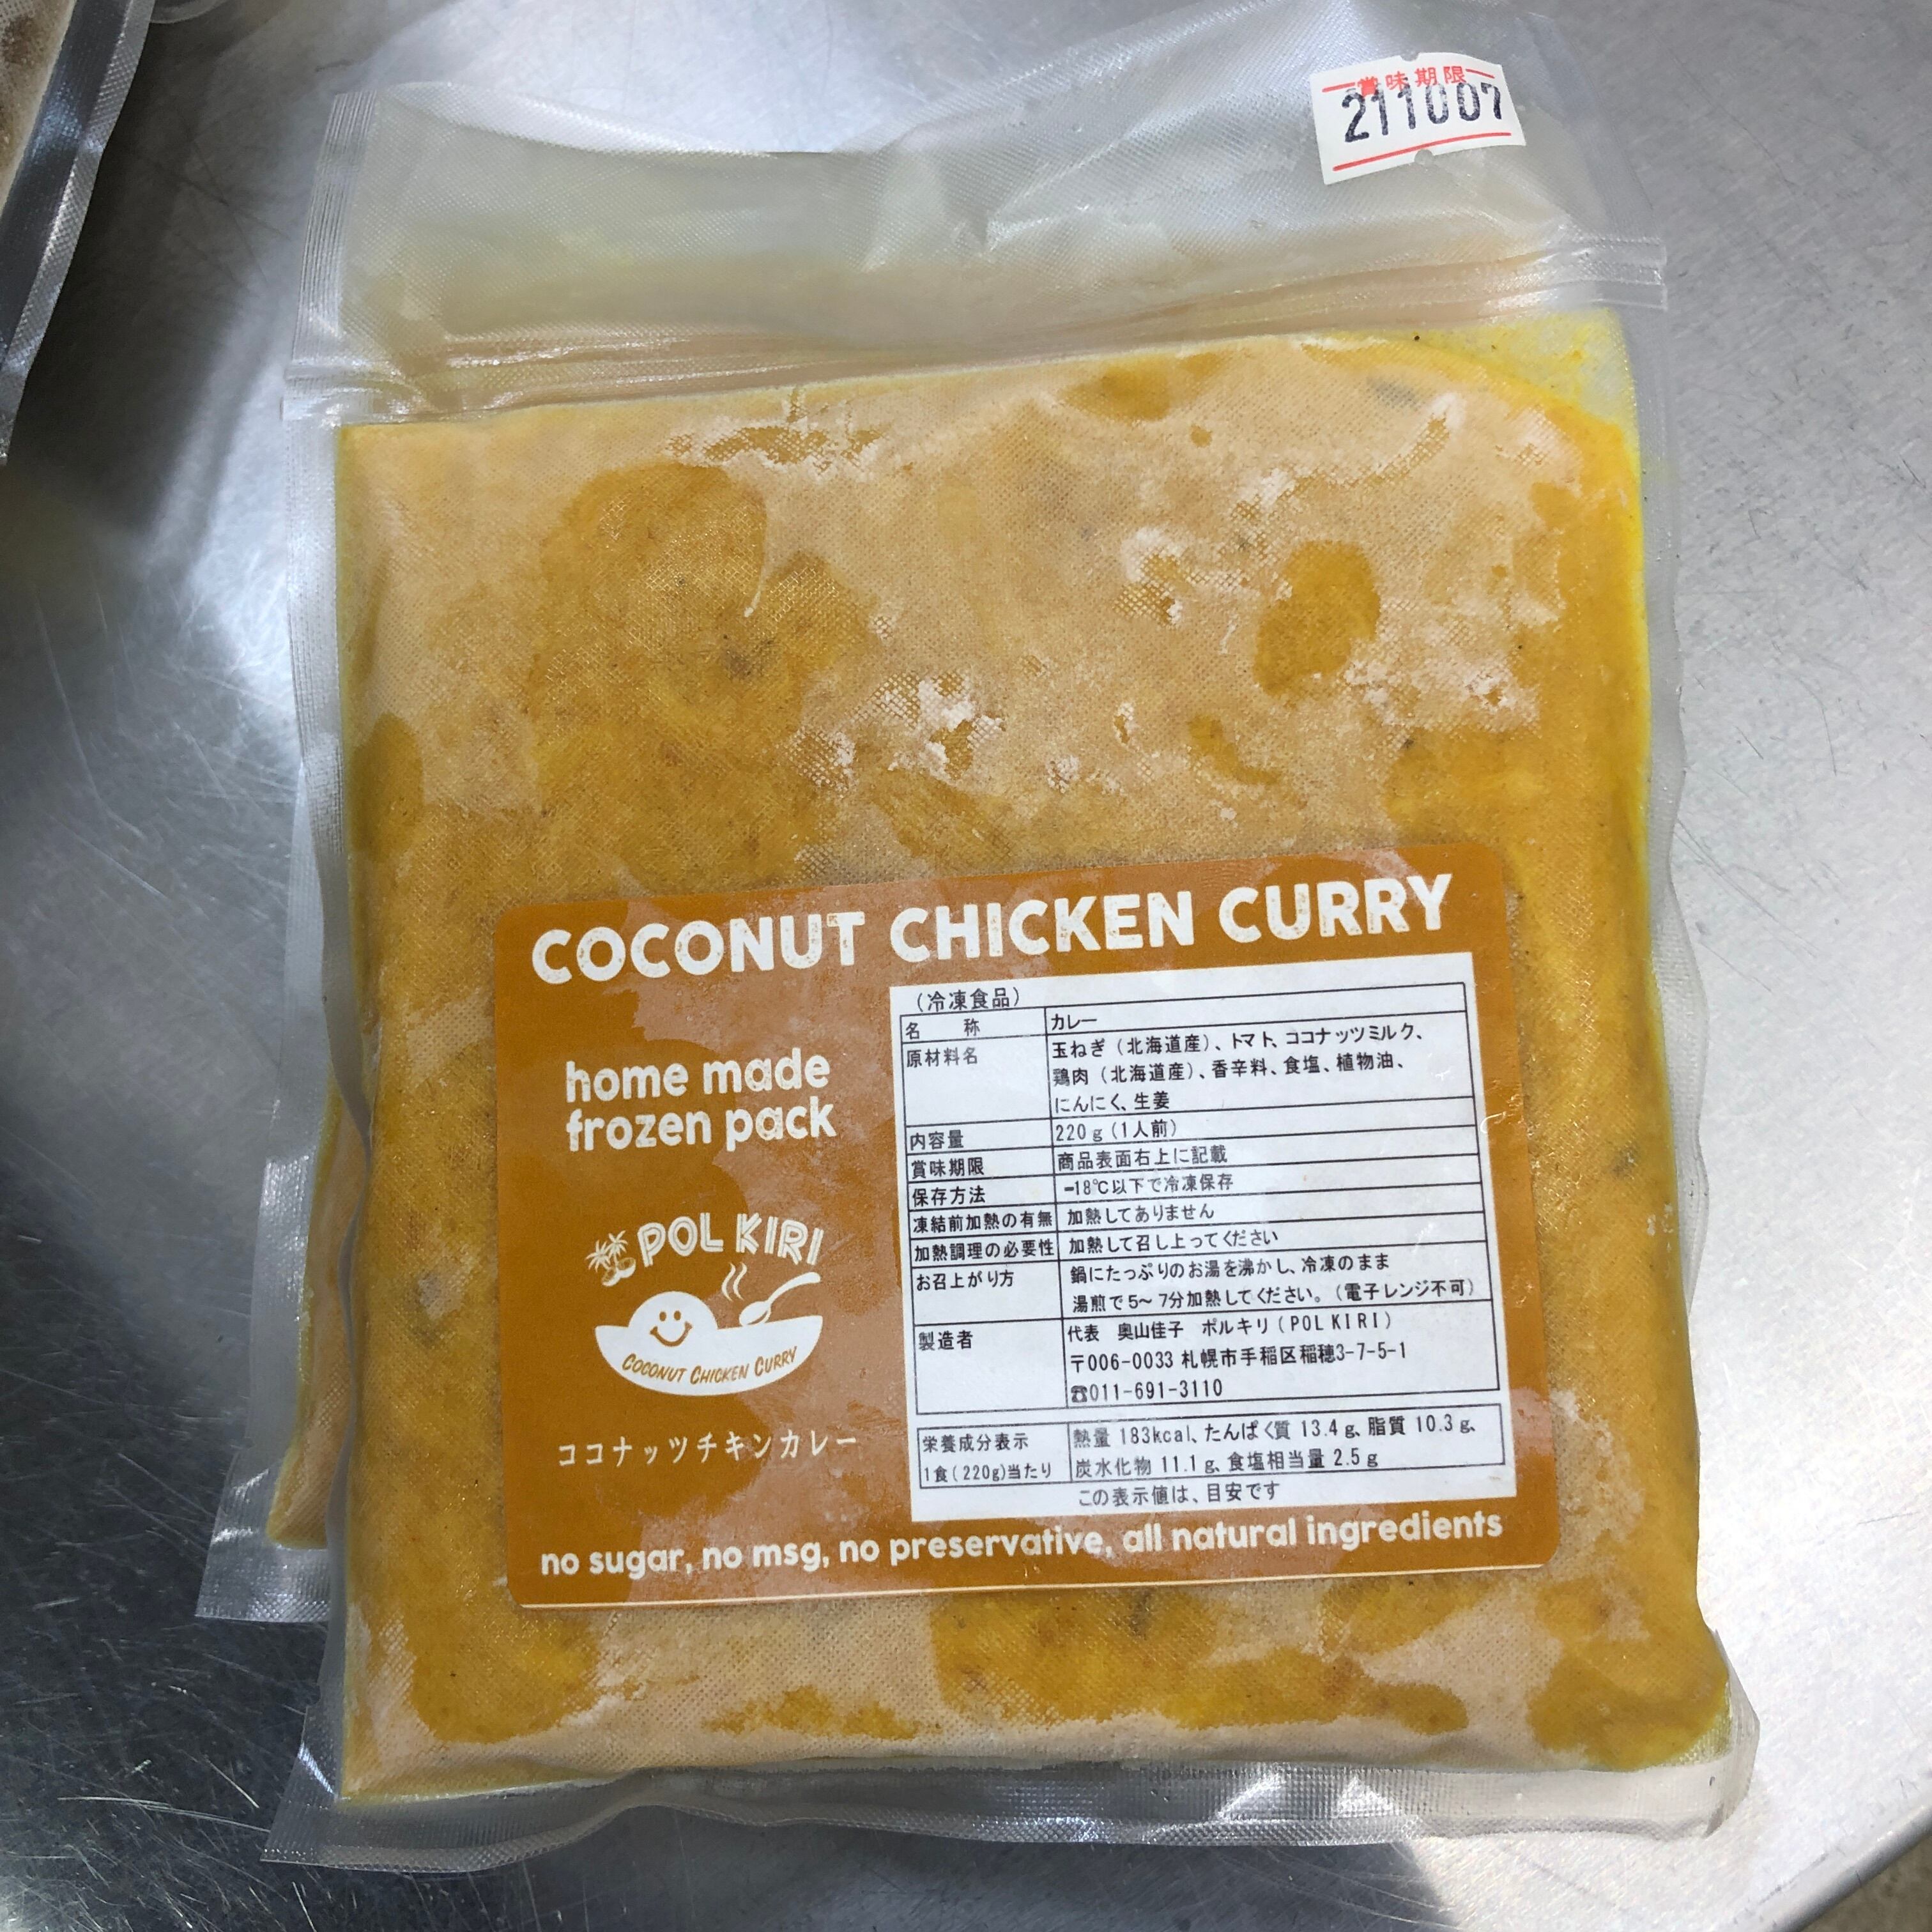 賞味期限
211007
COCONUT CHICKEN CURRY
home made
frozen pack
POL KIRI
COCONUT CHICKEN CURRY
ココナッツチキンカレー
（冷凍食品）
名 称 カレー
原材料名 玉ねぎ（北海道産）、トマト、ココナッツミルク、
鶏肉（北海道産）、香辛料、食塩、植物油、
にんにく、生姜
内容量 220g（1人前）
賞味期限 商品表面右上に記載
保存方法 -18℃以下で冷凍保存
凍結前加熱の有無 加熱してありません
加熱調理の必要性 加熱して召し上ってください
お召上がり方 鍋にたっぷりのお湯を沸かし、冷凍のまま
湯煎で5～7分加熱してください。（電子レンジ不可）
製造者 代表 奥山佳子 ポルキリ（POL KIRI）
〒006-0033 札幌市手稲区稲穂3-7-5-1
☎011-691-3110
栄養成分表示 熱量 183kcal、たんぱく質 13.4g、脂質 10.3g、
1食（220g)当たり 炭水化物 11.1g、食塩相当量 2.5g
この表示値は、目安です
no sugar, no msg, no preservative, all natural ingredients